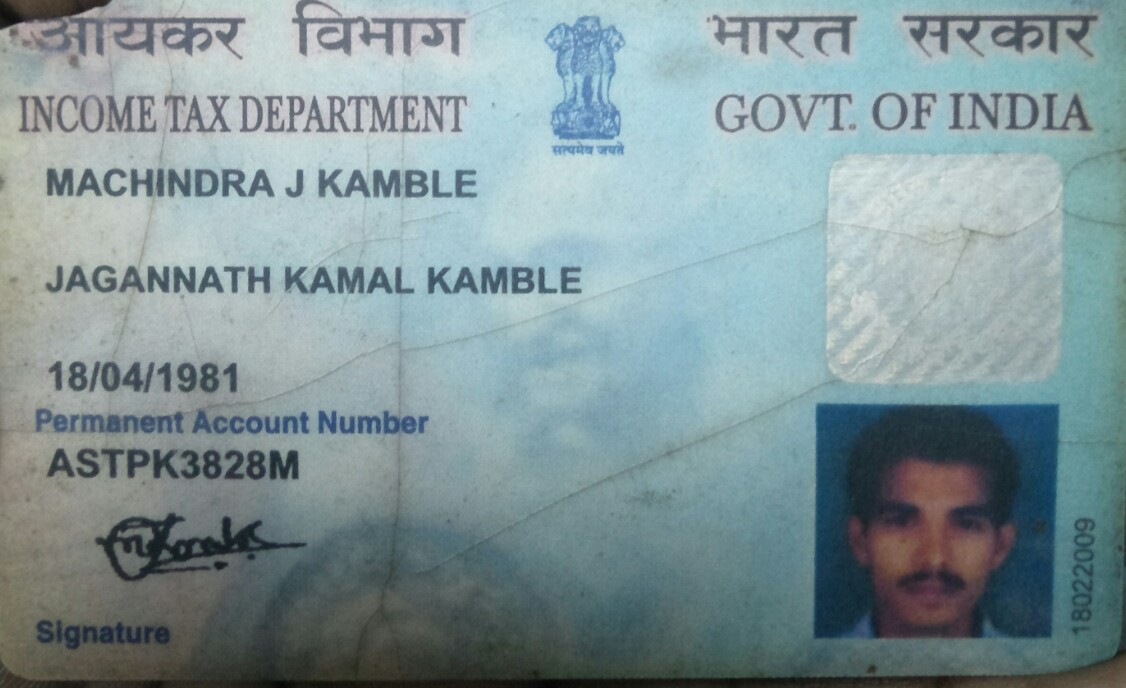 आयकर विभाग भारत सरकार
INCOME TAX DEPARTMENT GOVT. OF INDIA
सत्यमेव जयते
MACHINDRA J KAMBLE
JAGANNATH KAMAL KAMBLE
18/04/1981
Permanent Account Number
ASTPK3828M
Signature
18022009